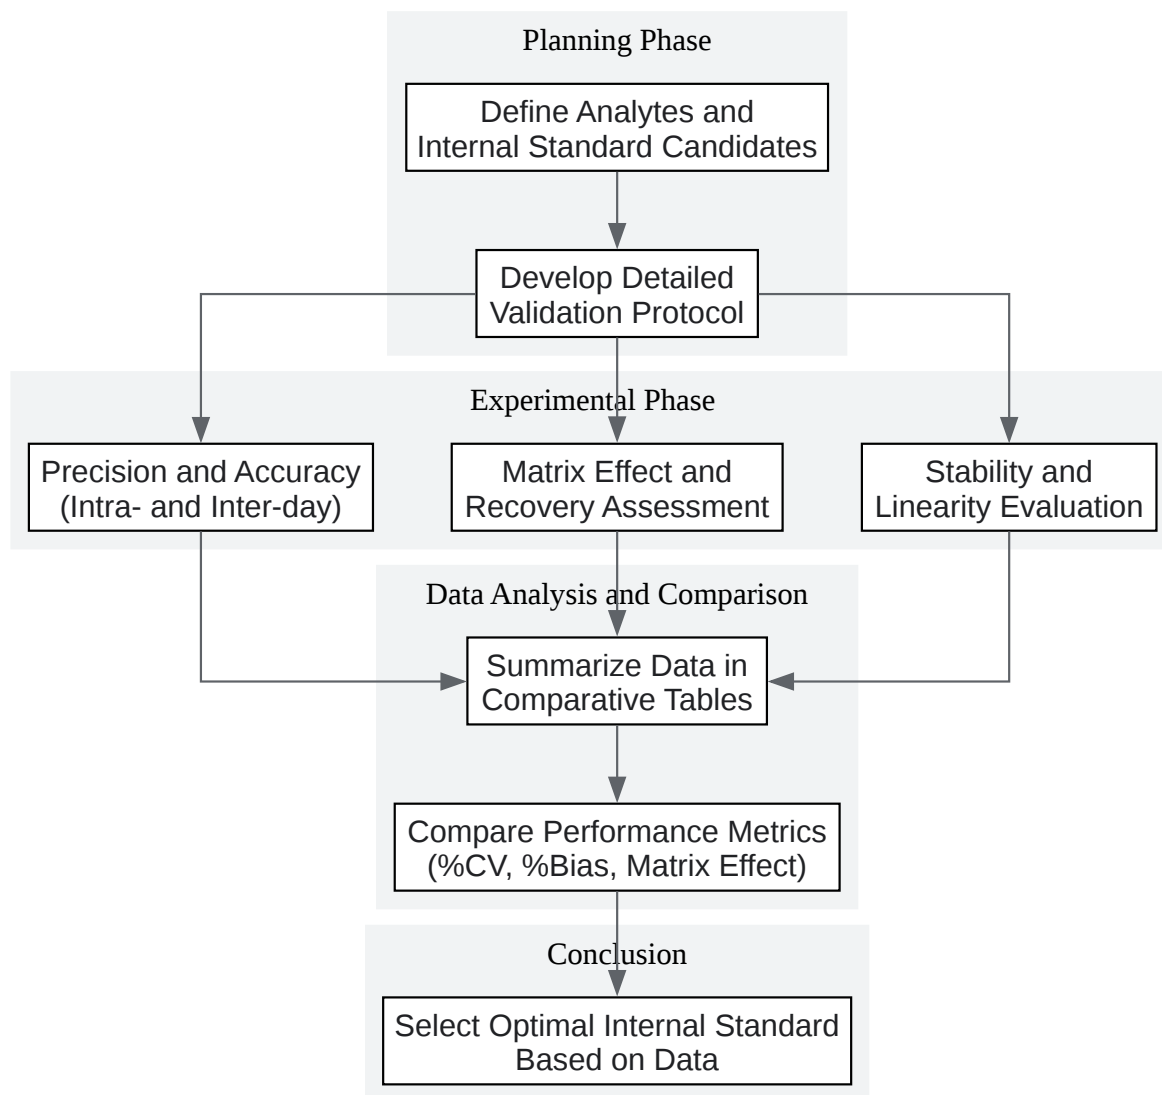 Planning Phase
Define Analytes and
Internal Standard Candidates
Develop Detailed
Validation Protocol
Experimental Phase
Precision and Accuracy
(Intra- and Inter-day)
Matrix Effect and
Recovery Assessment
Stability and
Linearity Evaluation
Data Analysis and Comparison
Summarize Data in
Comparative Tables
Compare Performance Metrics
(%CV, %Bias, Matrix Effect)
Conclusion
Select Optimal Internal Standard
Based on Data